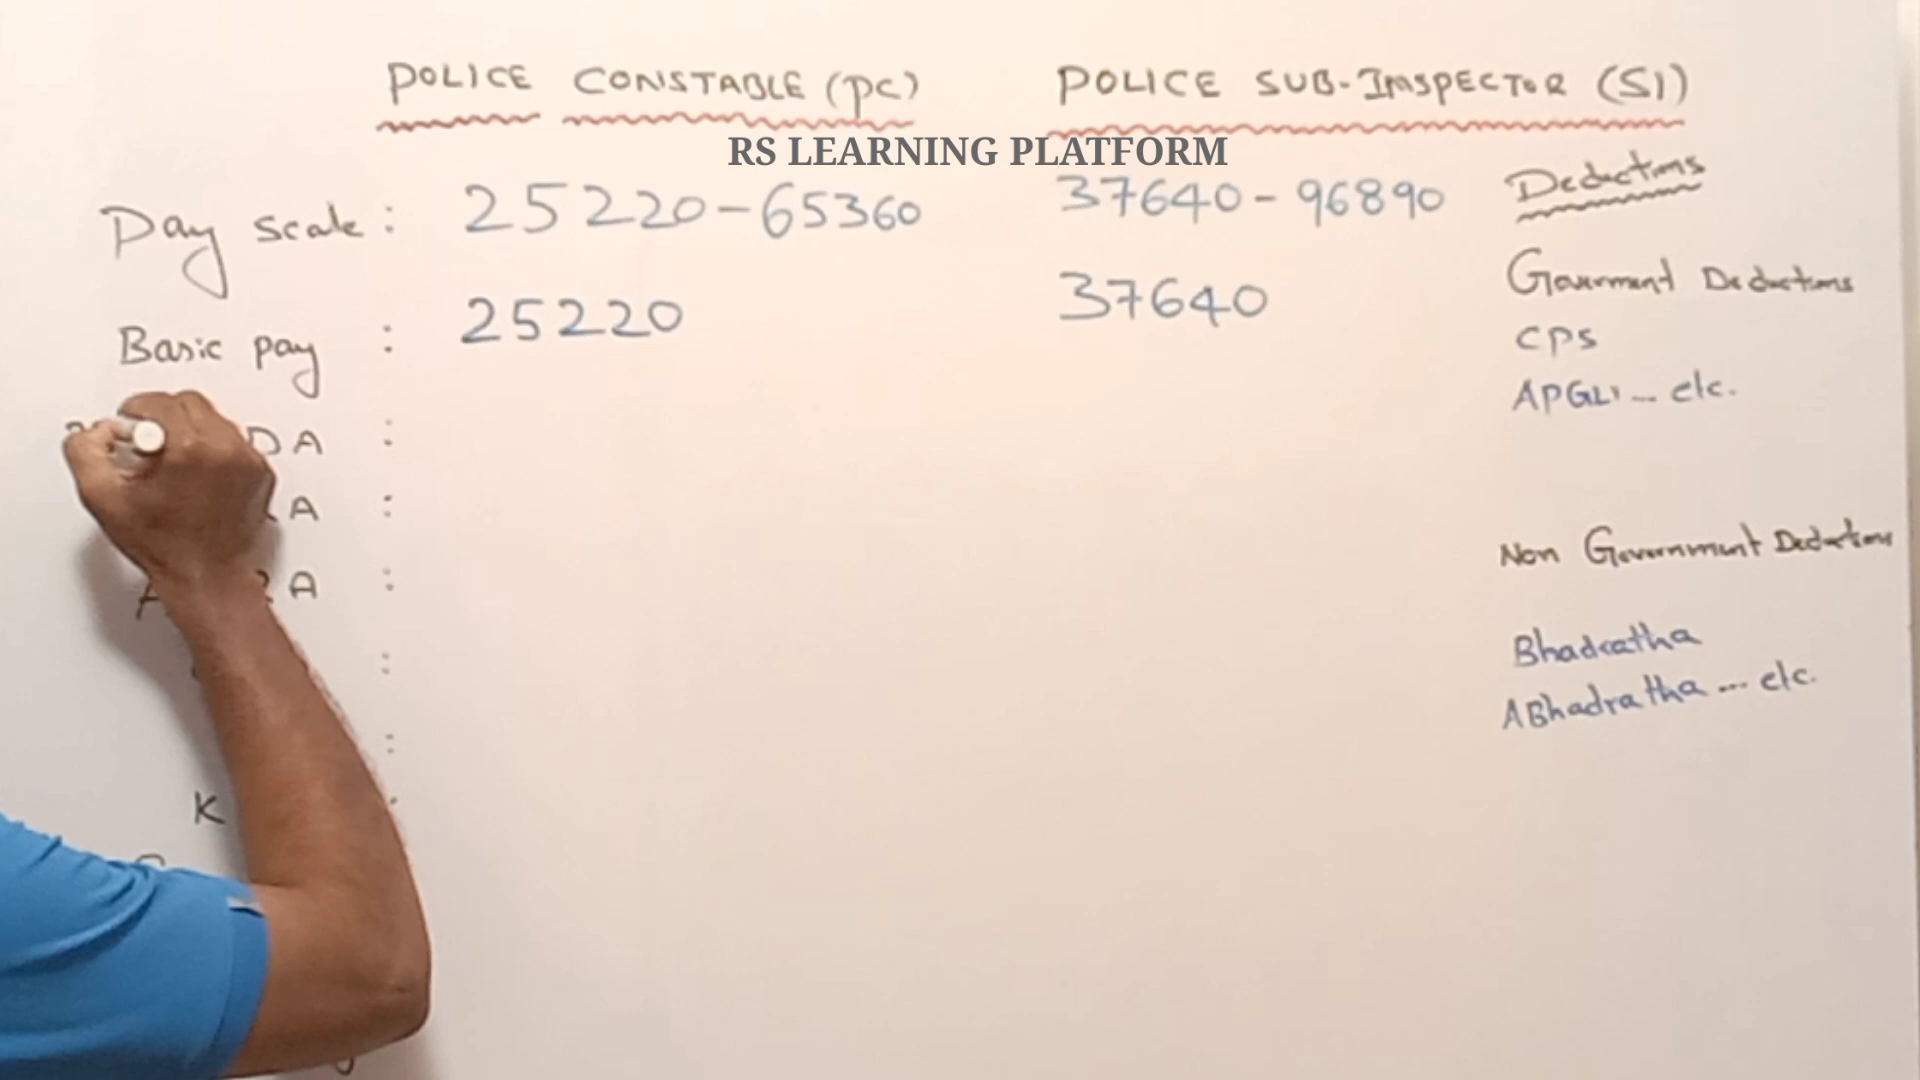 POLICE CONSTABLE (PC)
POLICE SUB-INSPECTOR (SI)
RS LEARNING PLATFORM
Pay scale : 25220-65360 37640-96890
Basic pay : 25220 37640
DA :
A :
A :
:
:
K
Deductions
Government Deductions
CPS
APGLI ... etc.
Non Government Deductions
Bhadratha
ABhadratha ... etc.